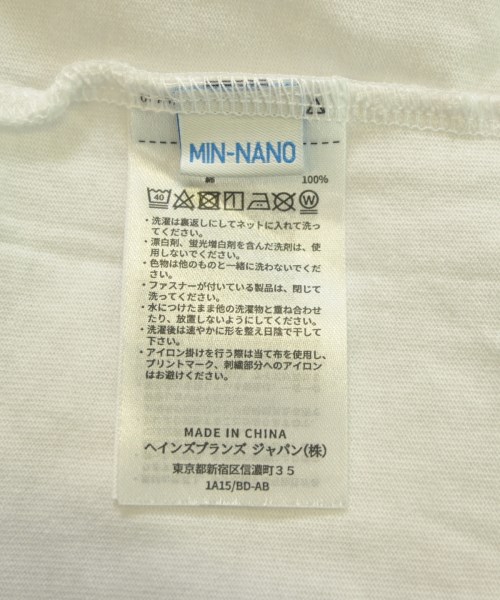 MIN-NANO
綿 100%
40
・洗濯は裏返しにしてネットに入れて洗っ
てください。
・漂白剤、蛍光増白剤を含んだ洗剤は、使
用しないでください。
・色物は他のものと一緒に洗わないでくだ
さい。
・ファスナーが付いている製品は、閉じて
洗ってください。
・水につけたまま他の洗濯物と重ね合わせ
たり、放置しないようにしてください。
・洗濯後は速やかに形を整え日陰で干して
下さい。
・アイロン掛けを行う際は当て布を使用し、
プリントマーク、刺繍部分へのアイロン
はお避けください。
MADE IN CHINA
ヘインズブランズ ジャパン(株)
東京都新宿区信濃町35
1A15/BD-AB